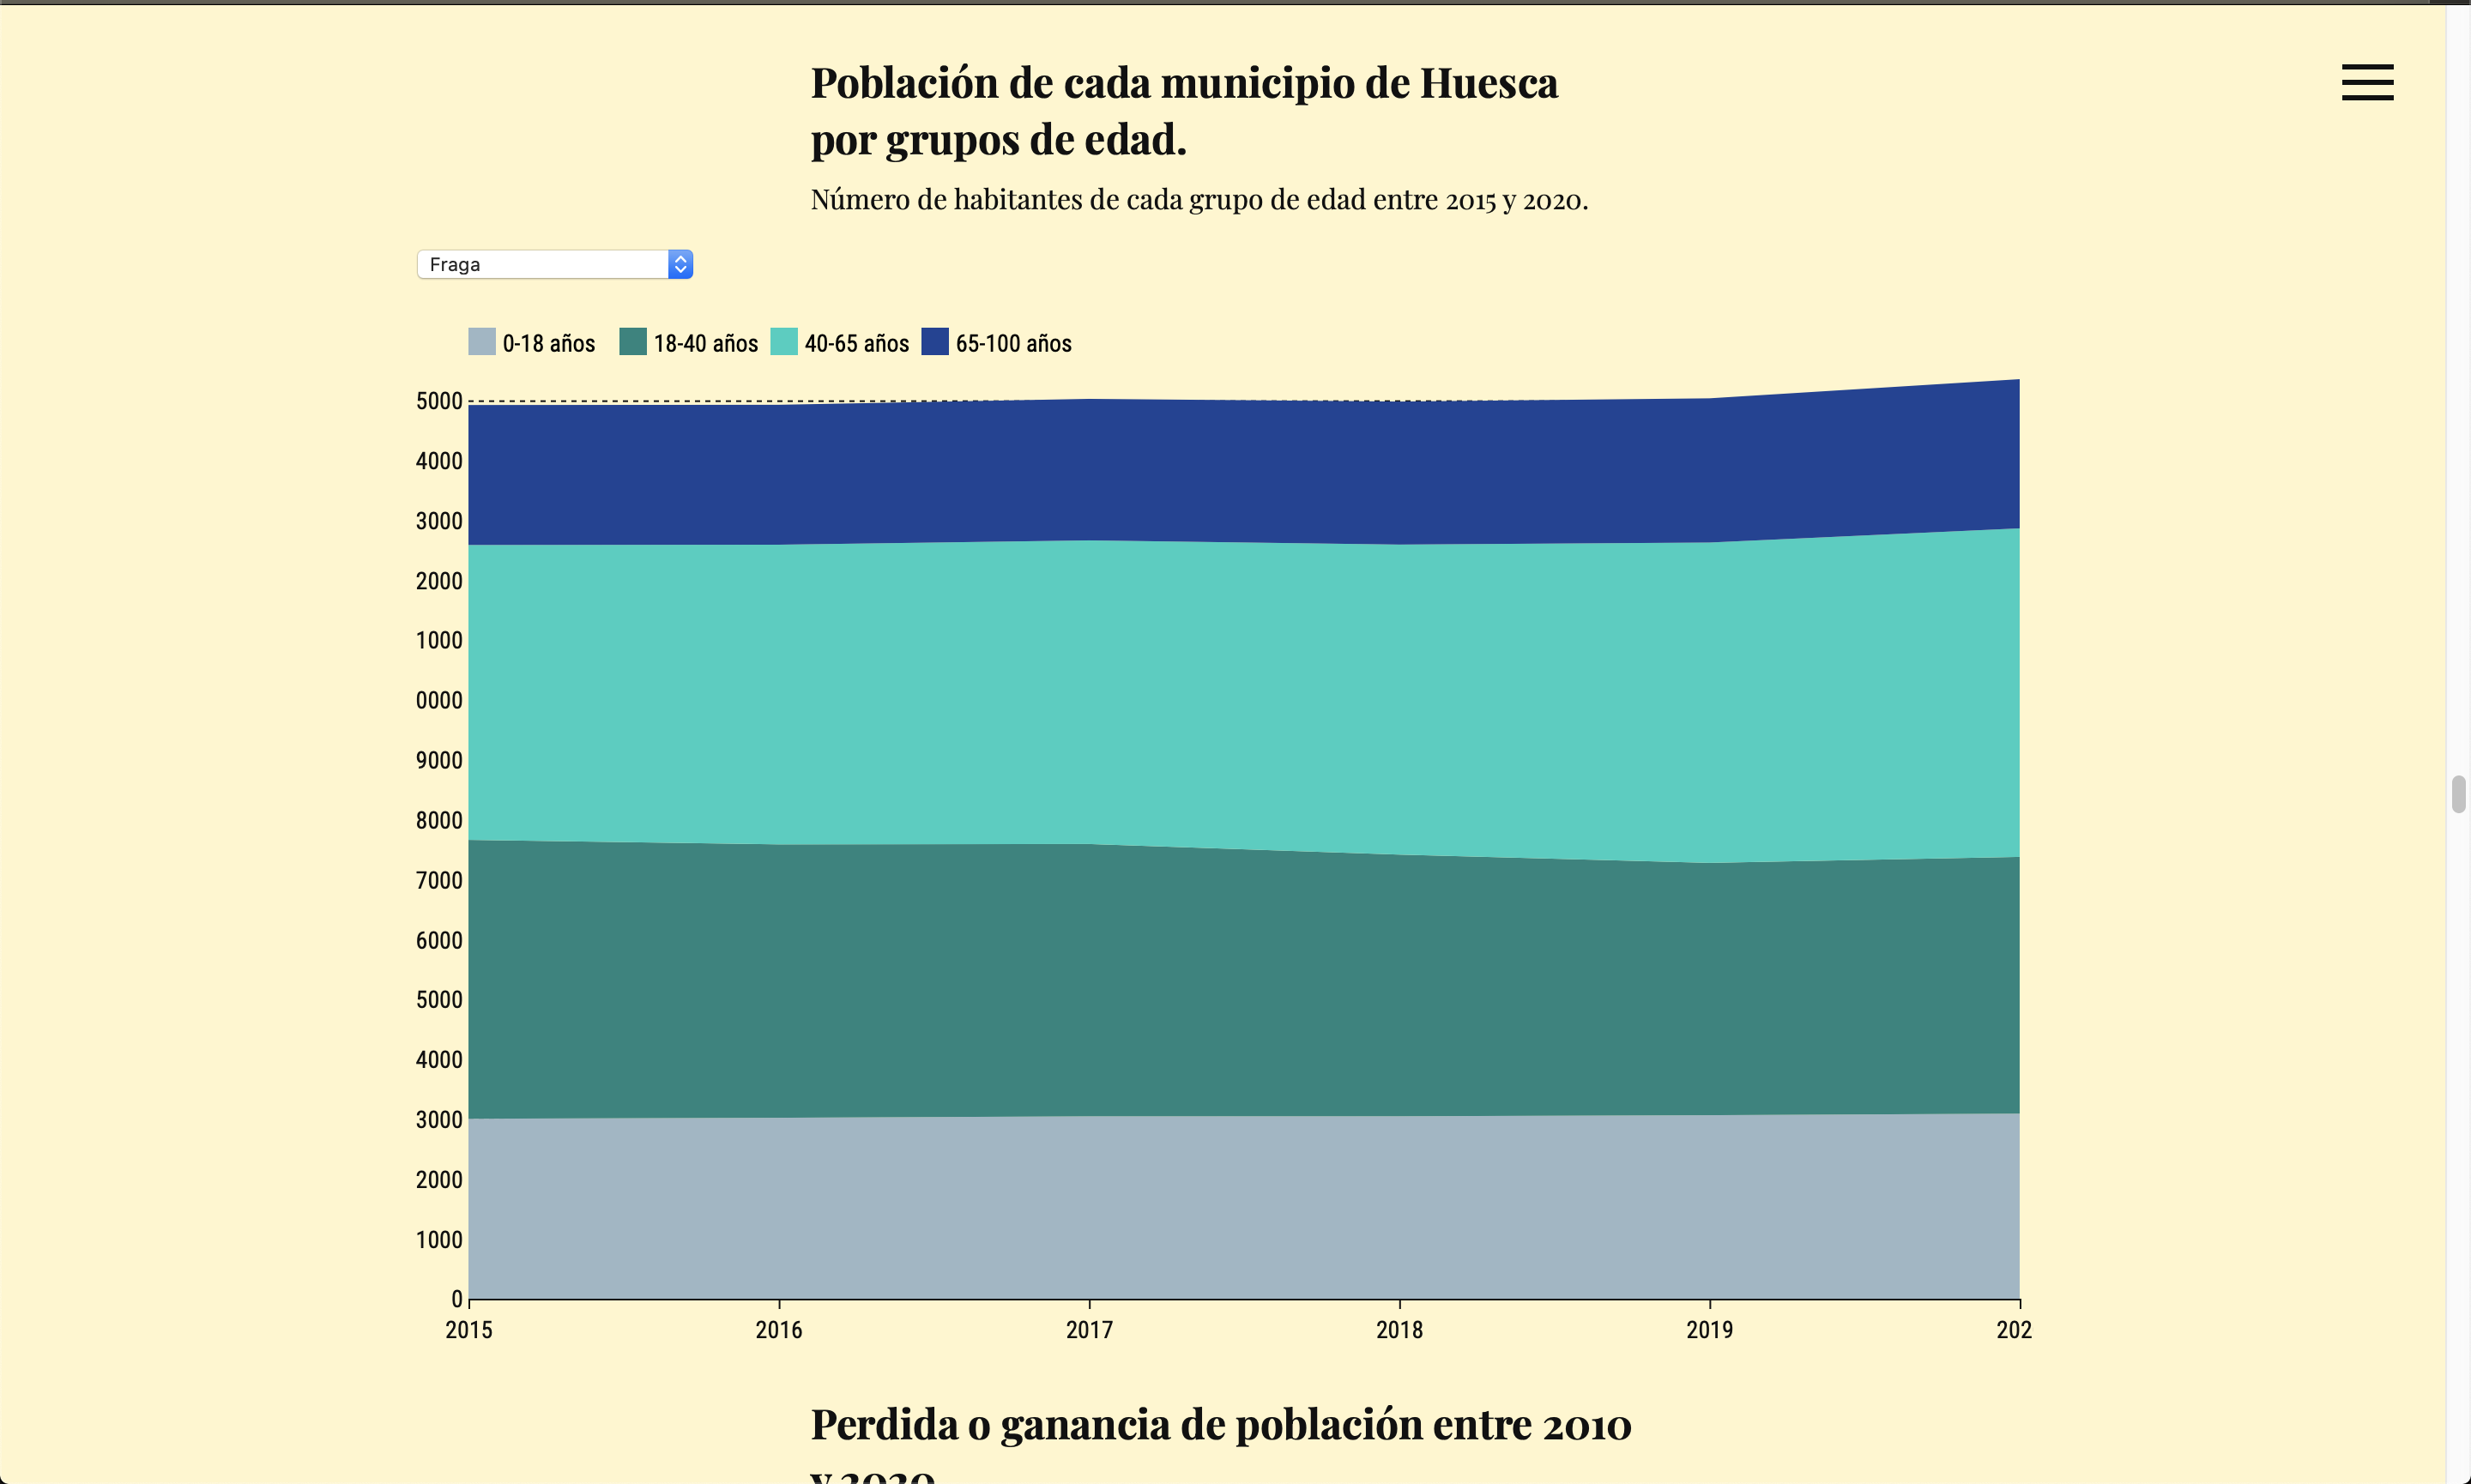 Población de cada municipio de Huesca
por grupos de edad.
Número de habitantes de cada grupo de edad entre 2015 y 2020.
Fraga
0-18 años 18-40 años 40-65 años 65-100 años
5000
4000
3000
2000
1000
0000
9000
8000
7000
6000
5000
4000
3000
2000
1000
0
2015 2016 2017 2018 2019 202
Perdida o ganancia de población entre 2010
y 2020